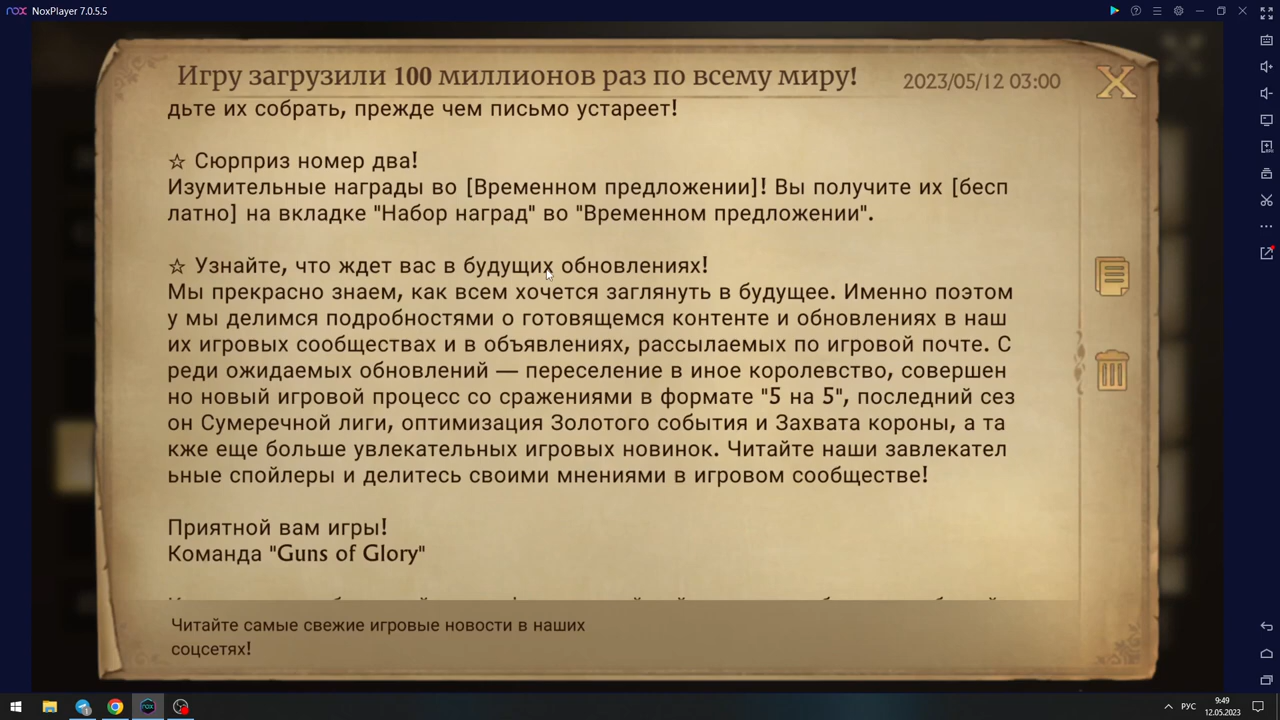 nox NoxPlayer 7.0.5.5
Игру загрузили 100 миллионов раз по всему миру!
2023/05/12 03:00
дьте их собрать, прежде чем письмо устареет!
☆ Сюрприз номер два!
Изумительные награды во [Временном предложении]! Вы получите их [бесп
латно] на вкладке "Набор наград" во "Временном предложении".
☆ Узнайте, что ждет вас в будущих обновлениях!
Мы прекрасно знаем, как всем хочется заглянуть в будущее. Именно поэтом
у мы делимся подробностями о готовящемся контенте и обновлениях в наш
их игровых сообществах и в объявлениях, рассылаемых по игровой почте. С
реди ожидаемых обновлений — переселение в иное королевство, совершен
но новый игровой процесс со сражениями в формате "5 на 5", последний сез
он Сумеречной лиги, оптимизация Золотого события и Захвата короны, а та
кже еще больше увлекательных игровых новинок. Читайте наши завлекател
ьные спойлеры и делитесь своими мнениями в игровом сообществе!
Приятной вам игры!
Команда "Guns of Glory"
Читайте самые свежие игровые новости в наших
соцсетях!
nox
РУС
9:49
12.05.2023